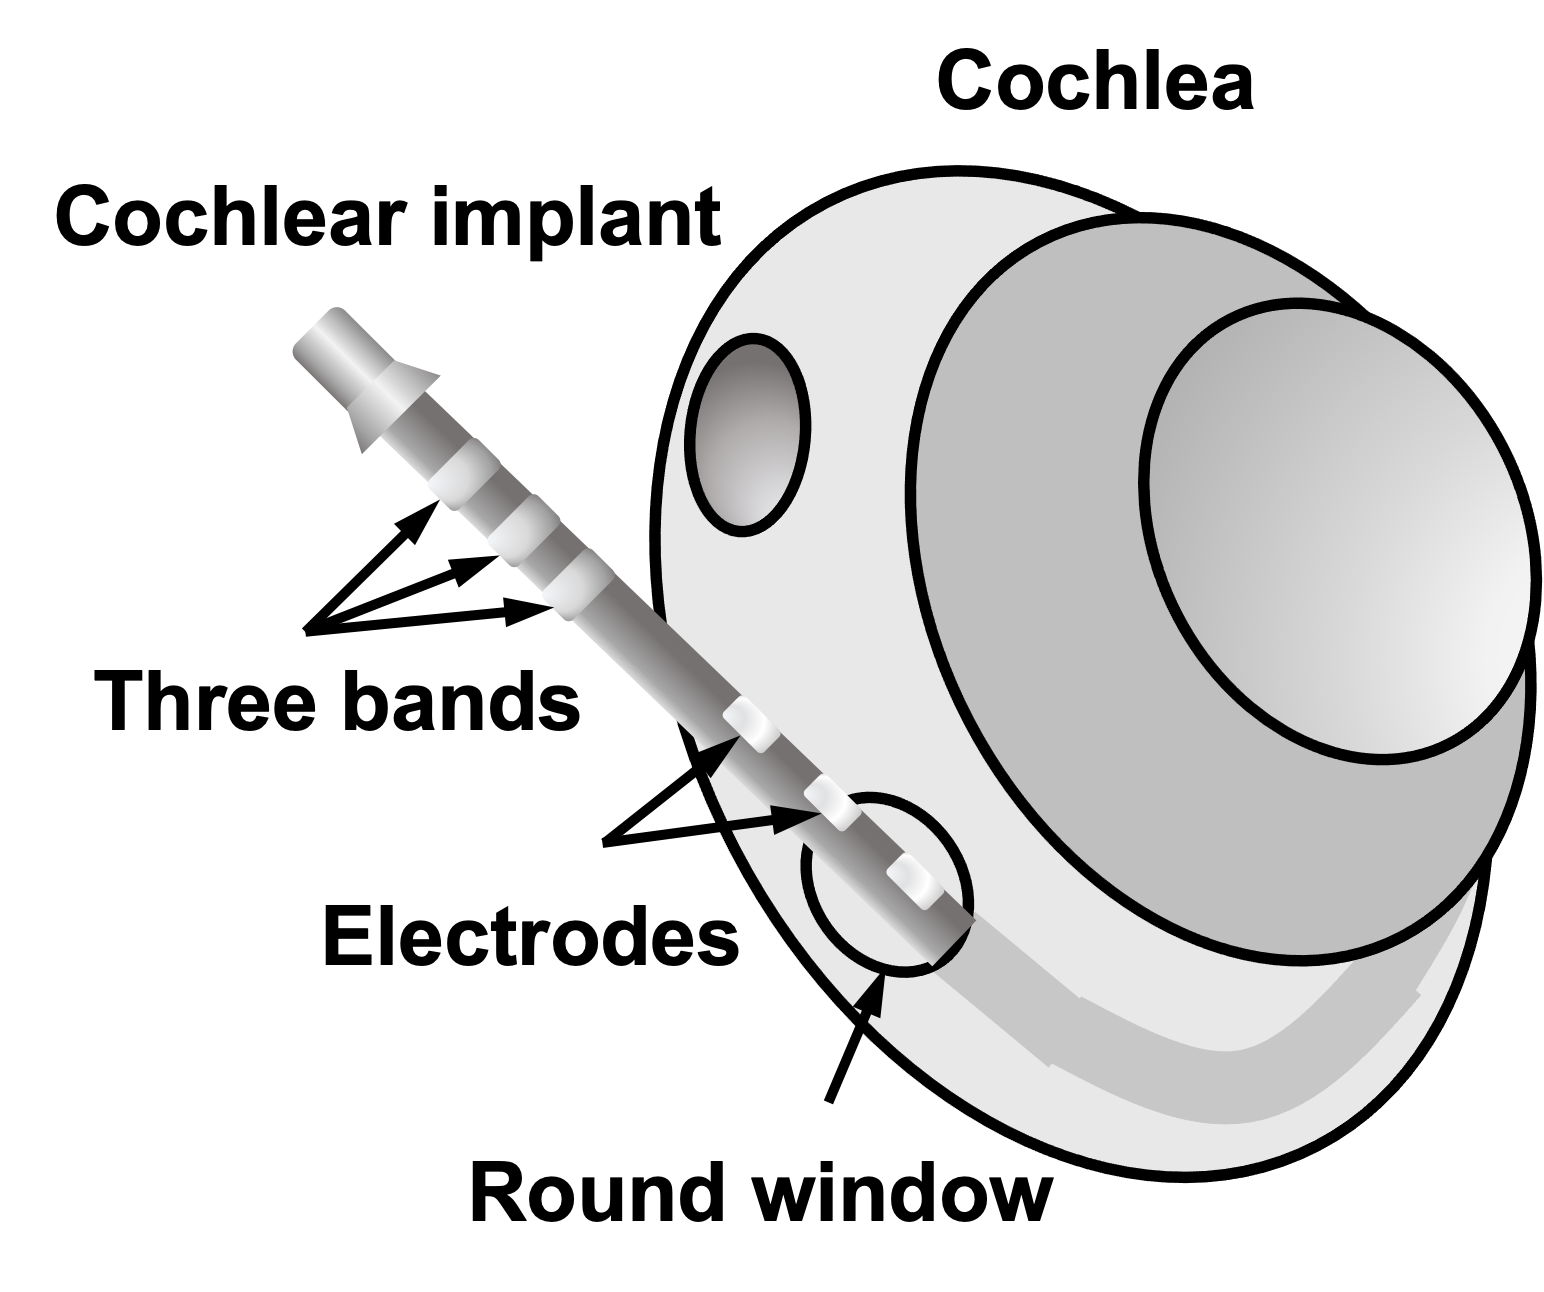 Cochlea
Cochlear implant
Three bands
Electrodes
Round window